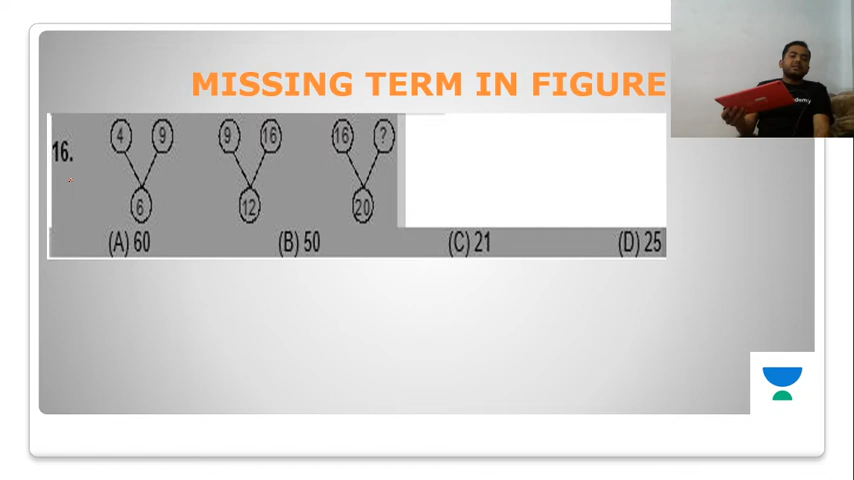 MISSING TERM IN FIGURE
16.
4 9 9 16 16 ?
6 12 20
(A) 60 (B) 50 (C) 21 (D) 25